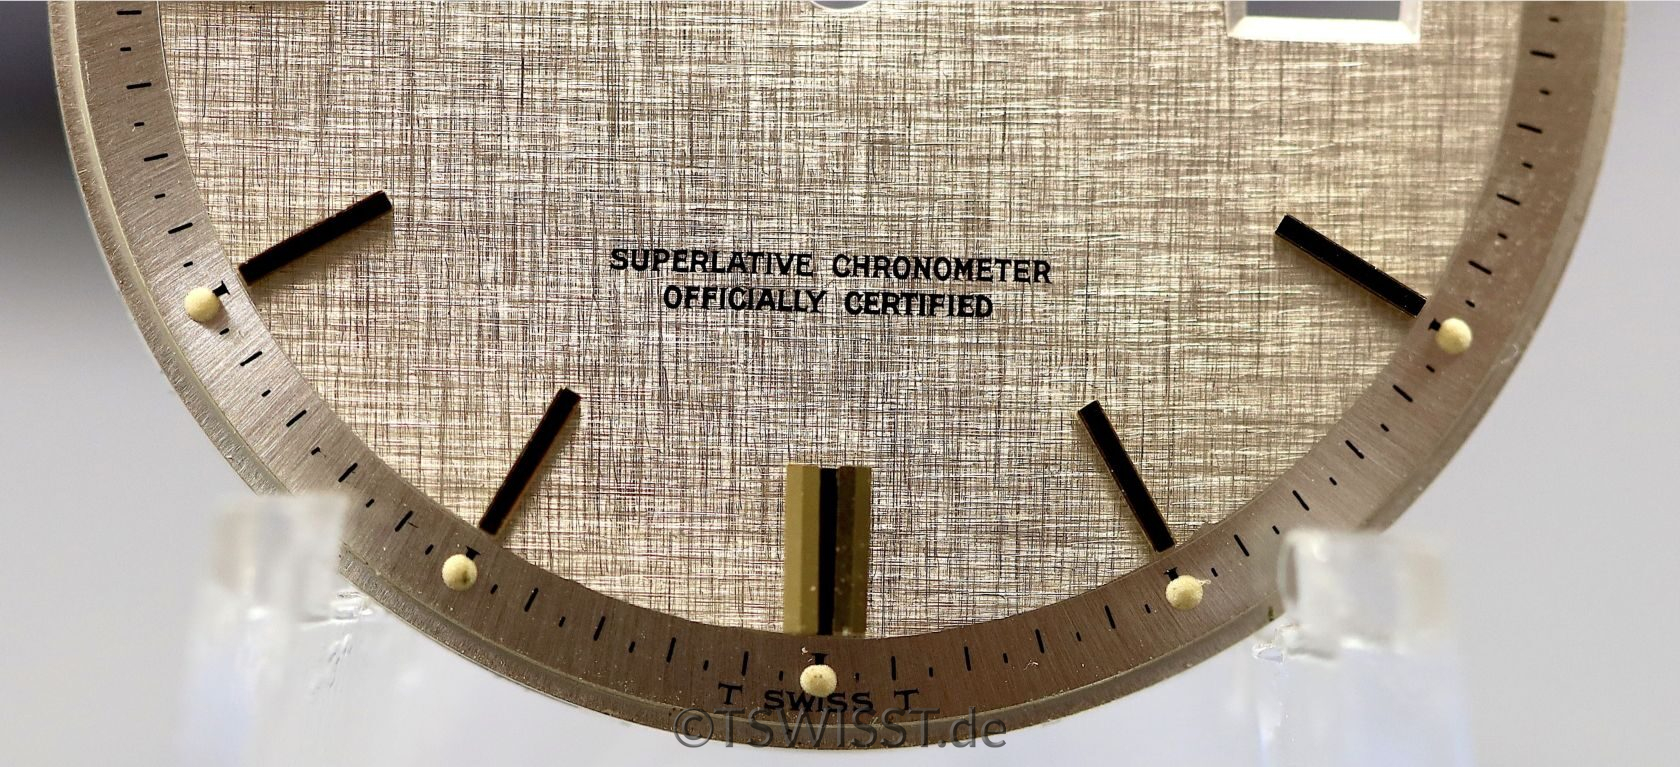 SUPERLATIVE CHRONOMETER
OFFICIALLY CERTIFIED
T SWISS T
©TSWISST.de